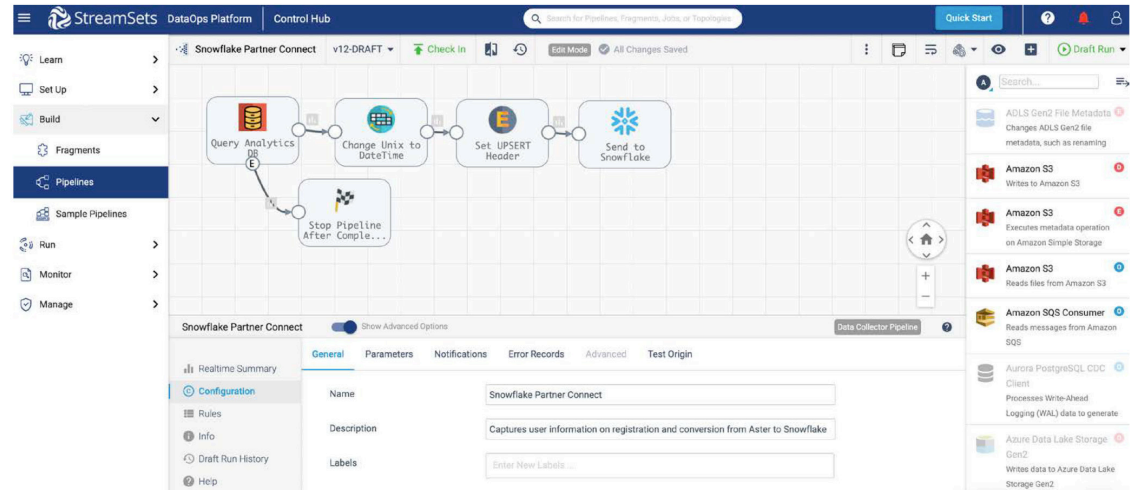 StreamSets DataOps Platform Control Hub
Search for Pipelines, Fragments, Jobs, or Topologies
Quick Start
?
Learn
Set Up
Build
Fragments
Pipelines
Sample Pipelines
Run
Monitor
Manage
Snowflake Partner Connect v12-DRAFT Check In Edit Mode All Changes Saved Draft Run
Query Analytics
DB
E
Change Unix to
DateTime
E
Set UPSERT
Header
Send to
Snowflake
Stop Pipeline
After Comple...
A
Search...
ADLS Gen2 File Metadata
Changes ADLS Gen2 file
metadata, such as renaming
Amazon S3 D
Writes to Amazon S3
Amazon S3 E
Executes metadata operation
on Amazon Simple Storage
Amazon S3 O
Reads files from Amazon S3
Amazon SQS Consumer O
Reads messages from Amazon
SQS
Aurora PostgreSQL CDC O
Client
Processes Write-Ahead
Logging (WAL) data to generate
Azure Data Lake Storage D
Gen2
Writes data to Azure Data Lake
Storage Gen2
Snowflake Partner Connect Show Advanced Options Data Collector Pipeline ?
Realtime Summary
Configuration
Rules
Info
Draft Run History
Help
General Parameters Notifications Error Records Advanced Test Origin
Name Snowflake Partner Connect
Description Captures user information on registration and conversion from Aster to Snowflake
Labels Enter New Labels ...